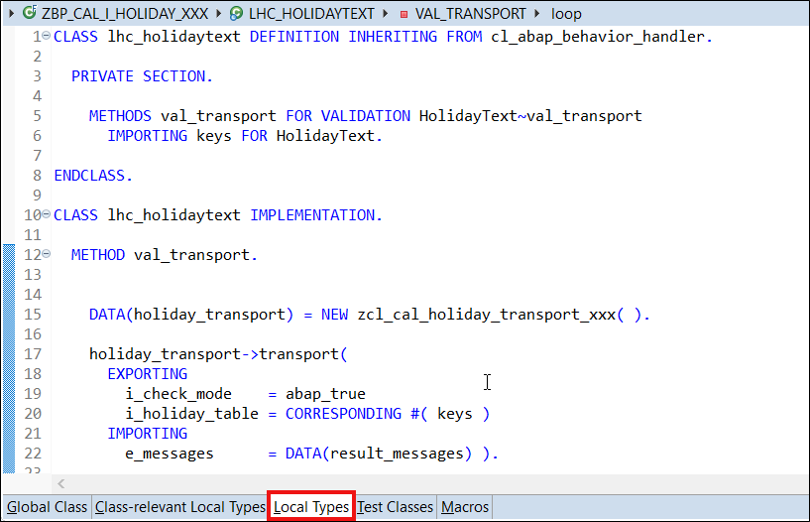 ZBP_CAL_I_HOLIDAY_XXX LHC_HOLIDAYTEXT VAL_TRANSPORT loop
1 CLASS lhc_holidaytext DEFINITION INHERITING FROM cl_abap_behavior_handler.
2
3 PRIVATE SECTION.
4
5 METHODS val_transport FOR VALIDATION HolidayText~val_transport
6 IMPORTING keys FOR HolidayText.
7
8 ENDCLASS.
9
10 CLASS lhc_holidaytext IMPLEMENTATION.
11
12 METHOD val_transport.
13
14
15 DATA(holiday_transport) = NEW zcl_cal_holiday_transport_xxx( ).
16
17 holiday_transport->transport(
18 EXPORTING
19 i_check_mode = abap_true
20 i_holiday_table = CORRESPONDING #( keys )
21 IMPORTING
22 e_messages = DATA(result_messages) ).
23
Global Class Class-relevant Local Types Local Types Test Classes Macros